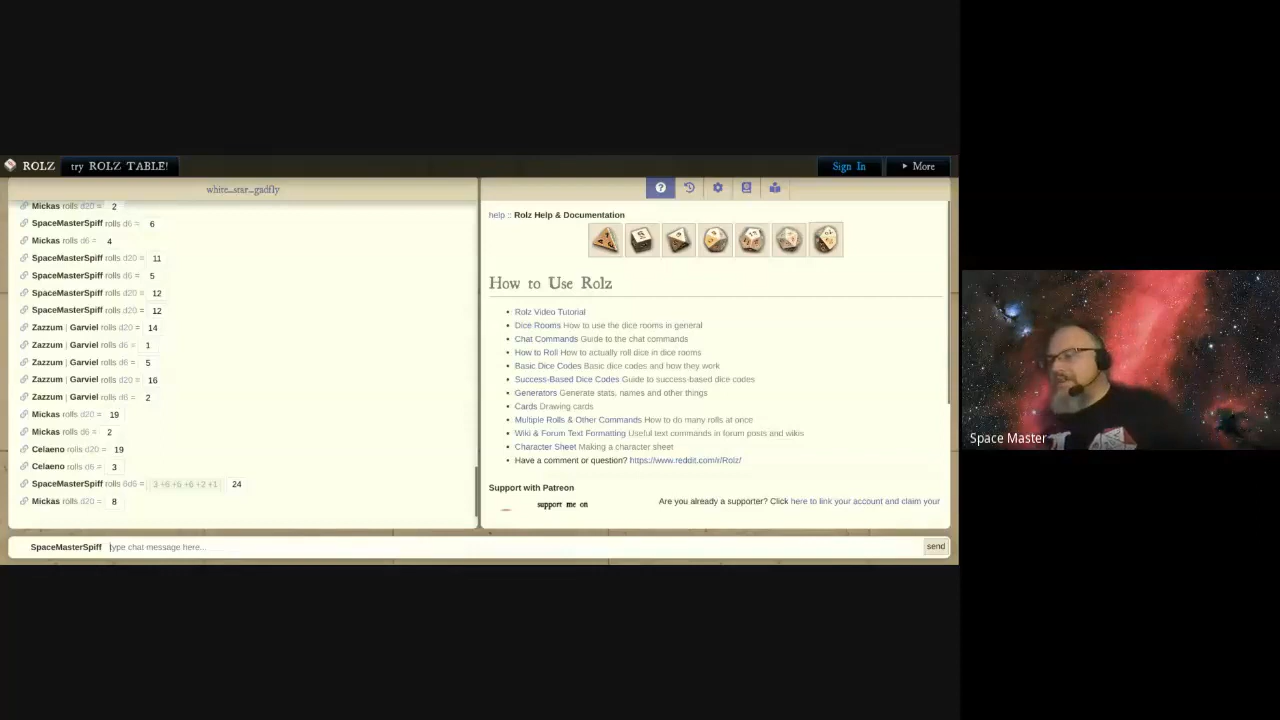 ROLZ try ROLZ TABLE! Sign In More
white_star_gadfly
Mickas rolls d20 = 2
SpaceMasterSpiff rolls d6 = 6
Mickas rolls d6 = 4
SpaceMasterSpiff rolls d20 = 11
SpaceMasterSpiff rolls d6 = 5
SpaceMasterSpiff rolls d20 = 12
SpaceMasterSpiff rolls d20 = 12
Zazzum | Garviel rolls d20 = 14
Zazzum | Garviel rolls d6 = 1
Zazzum | Garviel rolls d6 = 5
Zazzum | Garviel rolls d20 = 16
Zazzum | Garviel rolls d6 = 2
Mickas rolls d20 = 19
Mickas rolls d6 = 2
Celaeno rolls d20 = 19
Celaeno rolls d6 = 3
SpaceMasterSpiff rolls 6d6 = 24
Mickas rolls d20 = 8
SpaceMasterSpiff type chat message here... send
help :: Rolz Help & Documentation
How to Use Rolz
Rolz Video Tutorial
Dice Rooms How to use the dice rooms in general
Chat Commands Guide to the chat commands
How to Roll How to actually roll dice in dice rooms
Basic Dice Codes Basic dice codes and how they work
Success-Based Dice Codes Guide to success-based dice codes
Generators Generate stats, names and other things
Cards Drawing cards
Multiple Rolls & Other Commands How to do many rolls at once
Wiki & Forum Text Formatting Useful text commands in forum posts and wikis
Character Sheet Making a character sheet
Have a comment or question? https://www.reddit.com/r/Rolz/
Support with Patreon
support me on
Are you already a supporter? Click here to link your account and claim your
Space Master